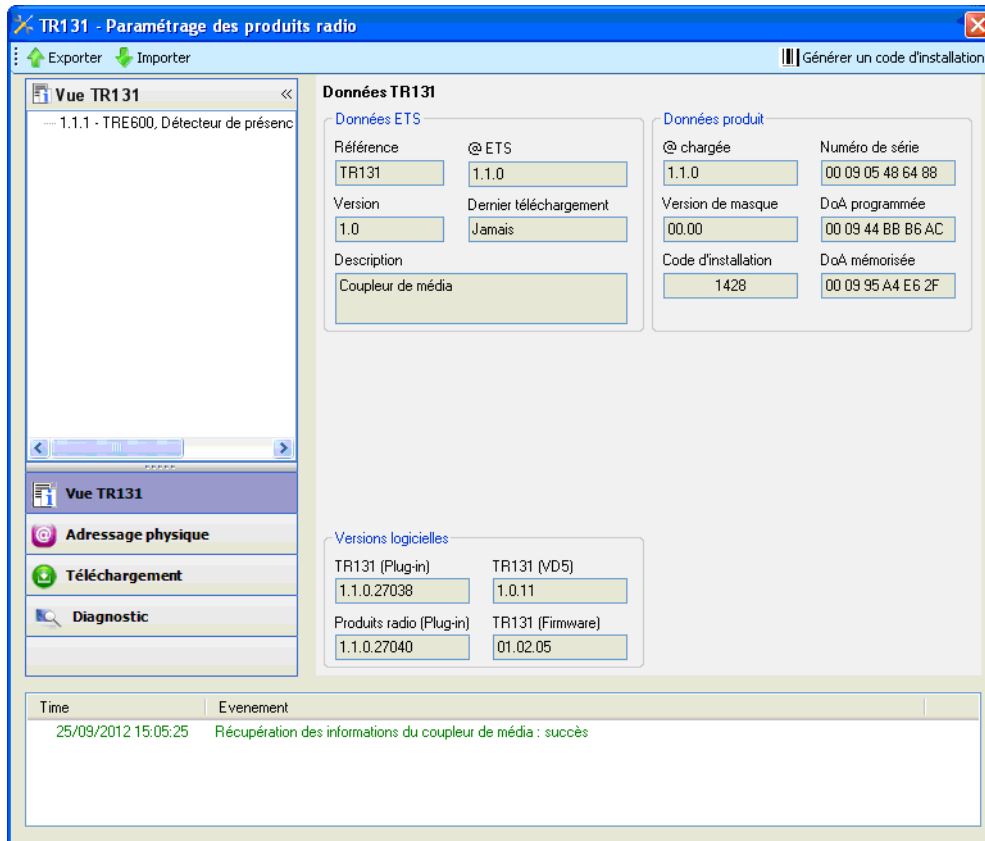 TR131 - Paramétrage des produits radio
Exporter Importer Générer un code d'installation
Vue TR131 «
1.1.1 - TRE600, Détecteur de présenc
Vue TR131
Adressage physique
Téléchargement
Diagnostic
Données TR131
Données ETS
Référence @ ETS
TR131 1.1.0
Version Dernier téléchargement
1.0 Jamais
Description
Coupleur de média
Données produit
@ chargée Numéro de série
1.1.0 00 09 05 48 64 88
Version de masque DoA programmée
00.00 00 09 44 BB B6 AC
Code d'installation DoA mémorisée
1428 00 09 95 A4 E6 2F
Versions logicielles
TR131 (Plug-in) TR131 (VD5)
1.1.0.27038 1.0.11
Produits radio (Plug-in) TR131 (Firmware)
1.1.0.27040 01.02.05
Time Evenement
25/09/2012 15:05:25 Récupération des informations du coupleur de média : succès